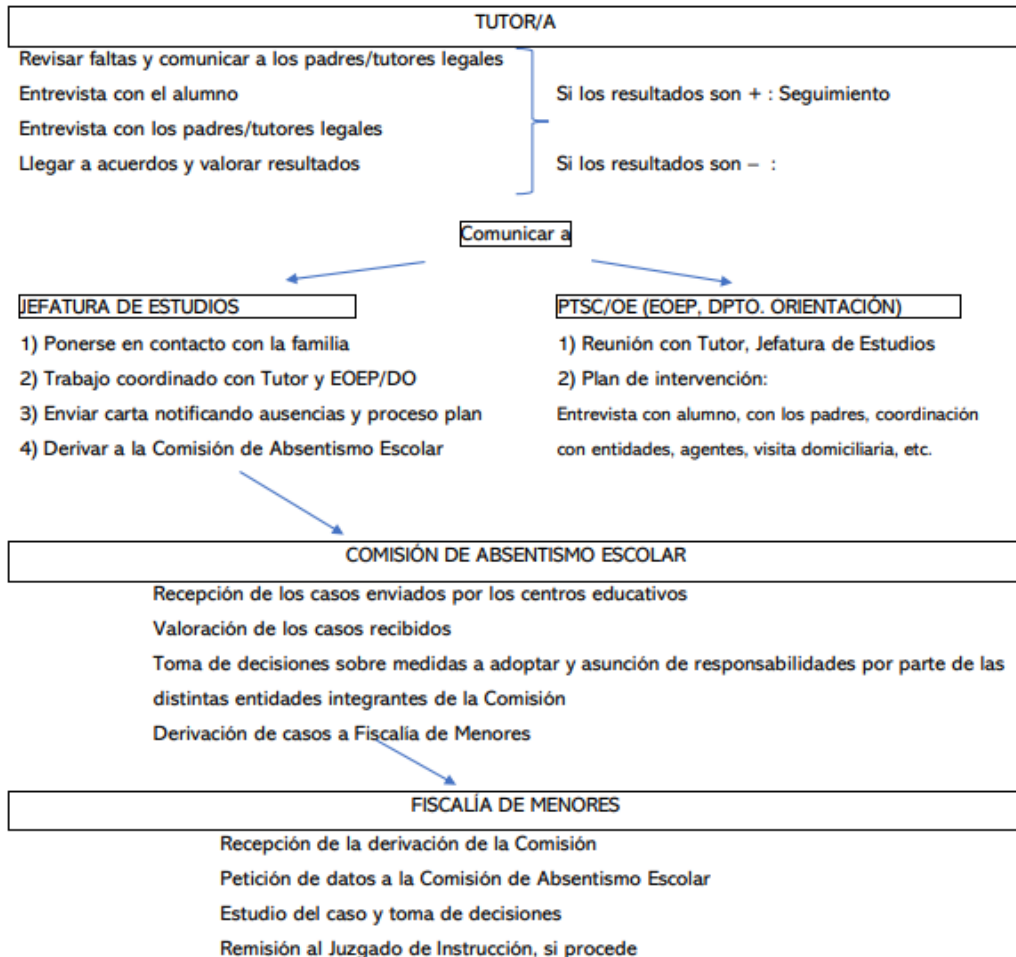 TUTOR/A
Revisar faltas y comunicar a los padres/tutores legales
Entrevista con el alumno
Si los resultados son + : Seguimiento
Entrevista con los padres/tutores legales
Llegar a acuerdos y valorar resultados
Si los resultados son – :
Comunicar a
JEFATURA DE ESTUDIOS
1) Ponerse en contacto con la familia
2) Trabajo coordinado con Tutor y EOEP/DO
3) Enviar carta notificando ausencias y proceso plan
4) Derivar a la Comisión de Absentismo Escolar
PTSC/OE (EOEP, DPTO. ORIENTACIÓN)
1) Reunión con Tutor, Jefatura de Estudios
2) Plan de intervención:
Entrevista con alumno, con los padres, coordinación
con entidades, agentes, visita domiciliaria, etc.
COMISIÓN DE ABSENTISMO ESCOLAR
Recepción de los casos enviados por los centros educativos
Valoración de los casos recibidos
Toma de decisiones sobre medidas a adoptar y asunción de responsabilidades por parte de las
distintas entidades integrantes de la Comisión
Derivación de casos a Fiscalía de Menores
FISCALÍA DE MENORES
Recepción de la derivación de la Comisión
Petición de datos a la Comisión de Absentismo Escolar
Estudio del caso y toma de decisiones
Remisión al Juzgado de Instrucción, si procede